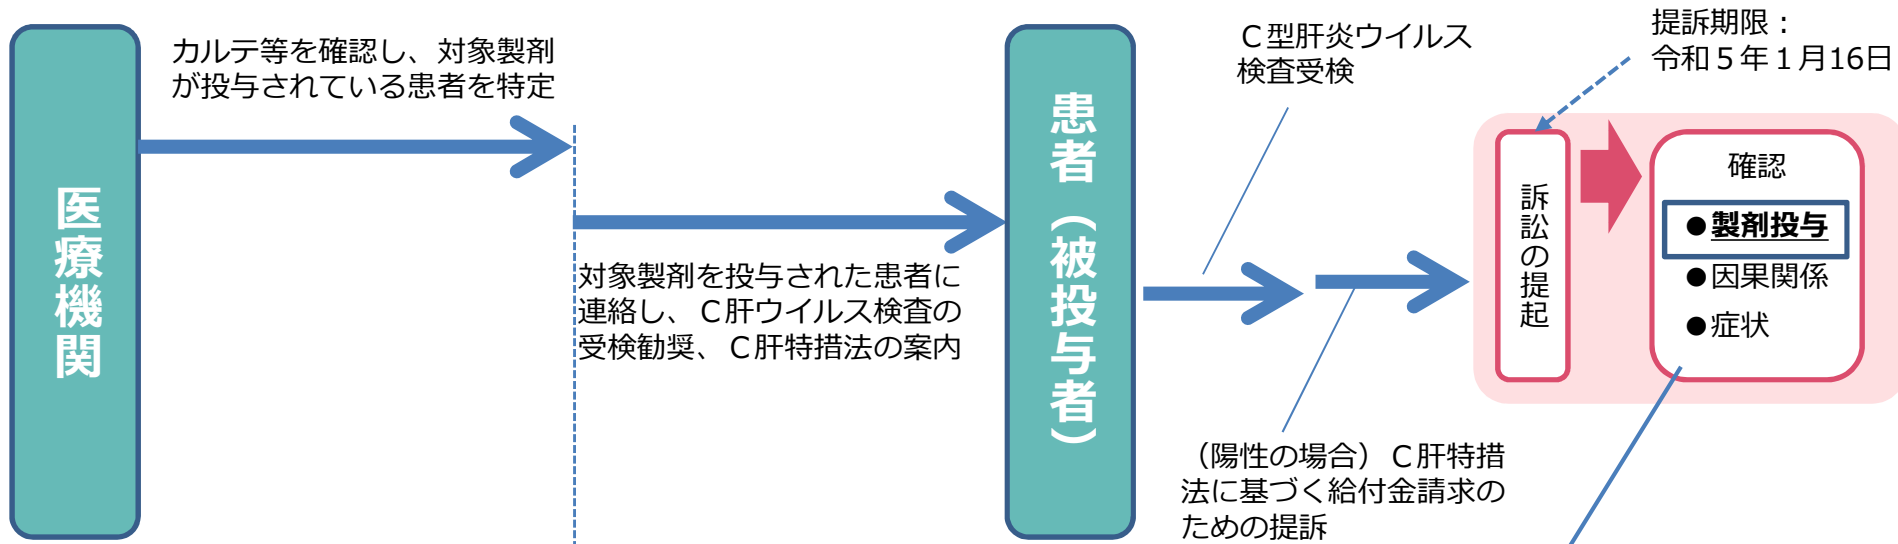 医療機関
カルテ等を確認し、対象製剤
が投与されている患者を特定
対象製剤を投与された患者に
連絡し、Ｃ肝ウイルス検査の
受検勧奨、Ｃ肝特措法の案内
患者（被投与者）
Ｃ型肝炎ウイルス
検査受検
（陽性の場合）Ｃ肝特措
法に基づく給付金請求の
ための提訴
提訴期限：
令和５年１月16日
訴訟の提起
確認
●製剤投与
●因果関係
●症状